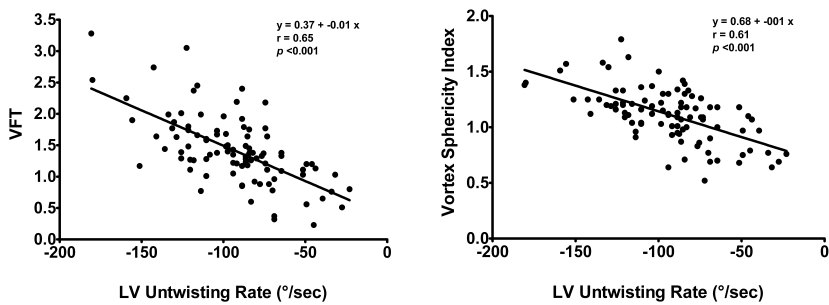 y = 0.37 + -0.01 x
r = 0.65
p <0.001
3.5
3.0
2.5
2.0
1.5
1.0
0.5
0.0
VFT
-200
-150
-100
-50
0
LV Untwisting Rate (°/sec)
y = 0.68 + -001 x
r = 0.61
p <0.001
2.0
1.5
1.0
0.5
0.0
Vortex Sphericity Index
-200
-150
-100
-50
0
LV Untwisting Rate (°/sec)